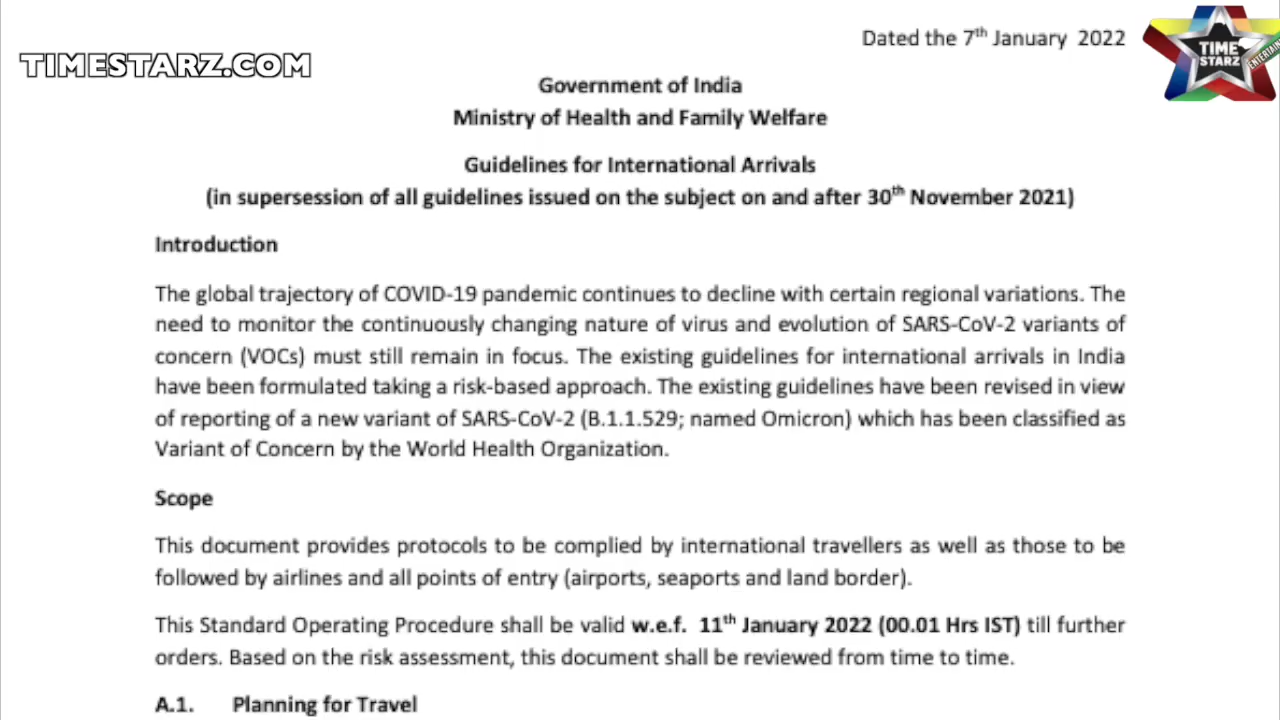 Dated the 7th January 2022
TIMESTARZ.COM
TIME
STARZ
Government of India
Ministry of Health and Family Welfare
Guidelines for International Arrivals
(in supersession of all guidelines issued on the subject on and after 30th November 2021)
Introduction
The global trajectory of COVID-19 pandemic continues to decline with certain regional variations. The
need to monitor the continuously changing nature of virus and evolution of SARS-CoV-2 variants of
concern (VOCs) must still remain in focus. The existing guidelines for international arrivals in India
have been formulated taking a risk-based approach. The existing guidelines have been revised in view
of reporting of a new variant of SARS-CoV-2 (B.1.1.529; named Omicron) which has been classified as
Variant of Concern by the World Health Organization.
Scope
This document provides protocols to be complied by international travellers as well as those to be
followed by airlines and all points of entry (airports, seaports and land border).
This Standard Operating Procedure shall be valid w.e.f. 11th January 2022 (00.01 Hrs IST) till further
orders. Based on the risk assessment, this document shall be reviewed from time to time.
A.1. Planning for Travel